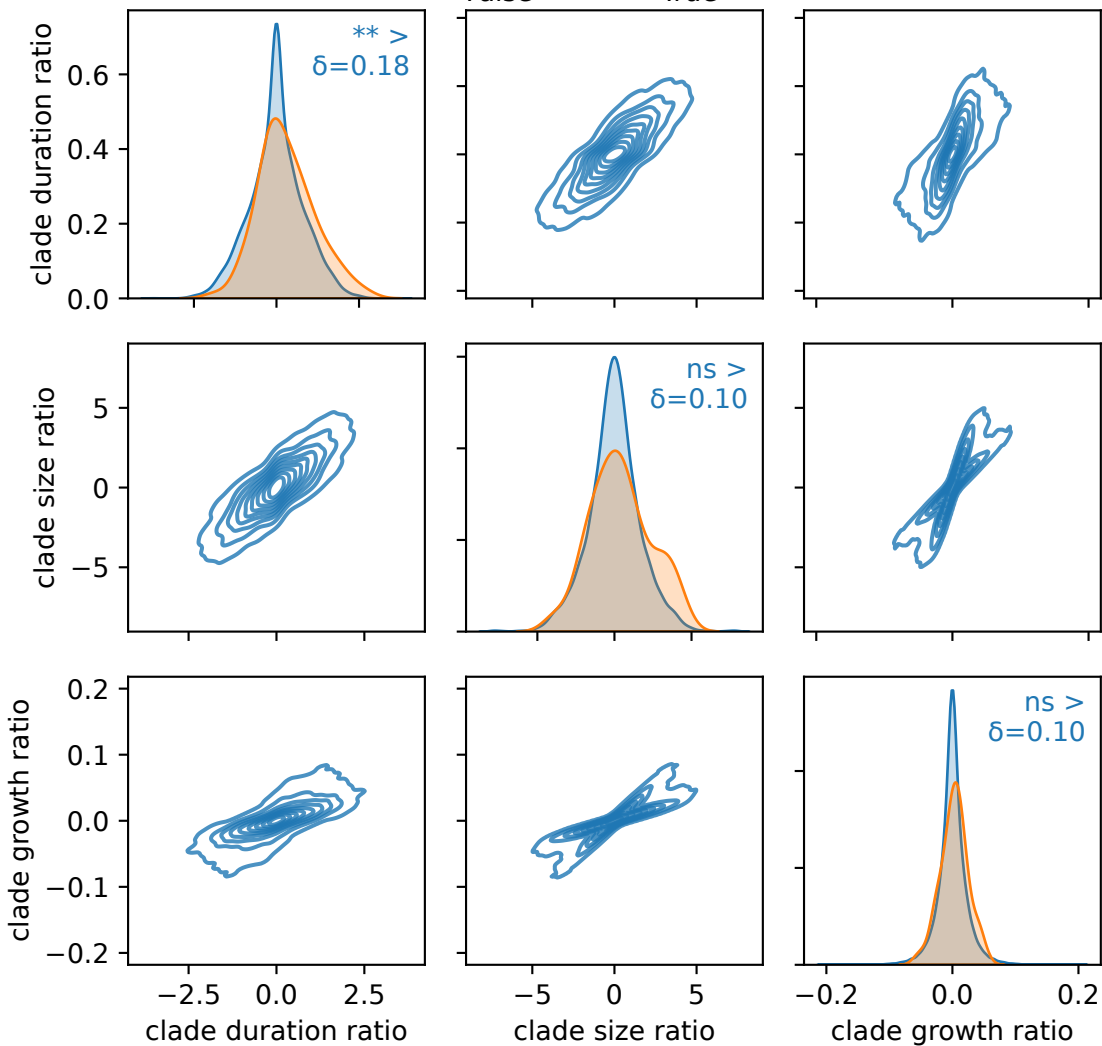 ** >
δ=0.18
clade duration ratio
0.6
0.4
0.2
0.0
ns >
δ=0.10
clade size ratio
5
0
−5
ns >
δ=0.10
clade growth ratio
0.2
0.1
0.0
−0.1
−0.2
−2.5 0.0 2.5
−5 0 5
−0.2 0.0 0.2
clade duration ratio
clade size ratio
clade growth ratio